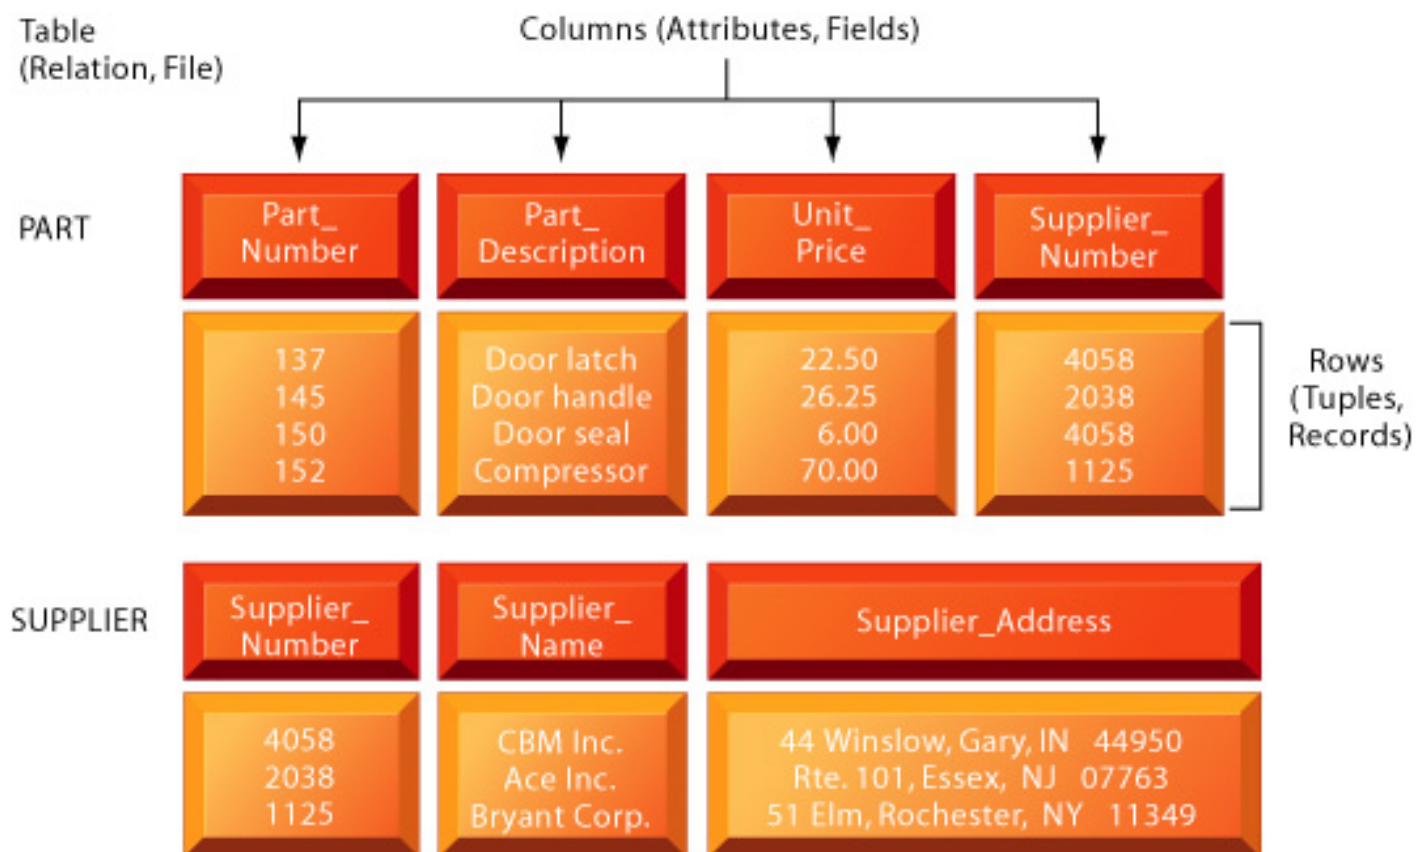 Table
(Relation, File)
Columns (Attributes, Fields)
PART
Part_
Number
Part_
Description
Unit_
Price
Supplier_
Number
137 Door latch 22.50 4058
145 Door handle 26.25 2038
150 Door seal 6.00 4058
152 Compressor 70.00 1125
Rows
(Tuples,
Records)
SUPPLIER
Supplier_
Number
Supplier_
Name
Supplier_Address
4058 CBM Inc. 44 Winslow, Gary, IN 44950
2038 Ace Inc. Rte. 101, Essex, NJ 07763
1125 Bryant Corp. 51 Elm, Rochester, NY 11349